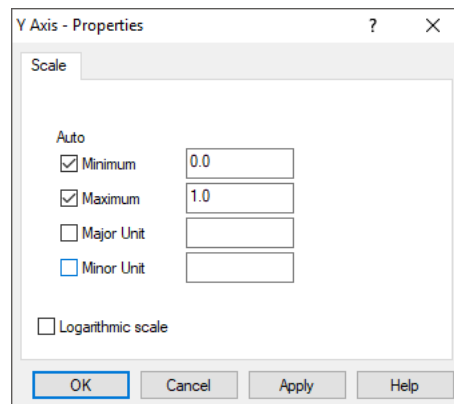 Y Axis - Properties ?
Scale
Auto
Minimum 0.0
Maximum 1.0
Major Unit
Minor Unit
Logarithmic scale
OK Cancel Apply Help